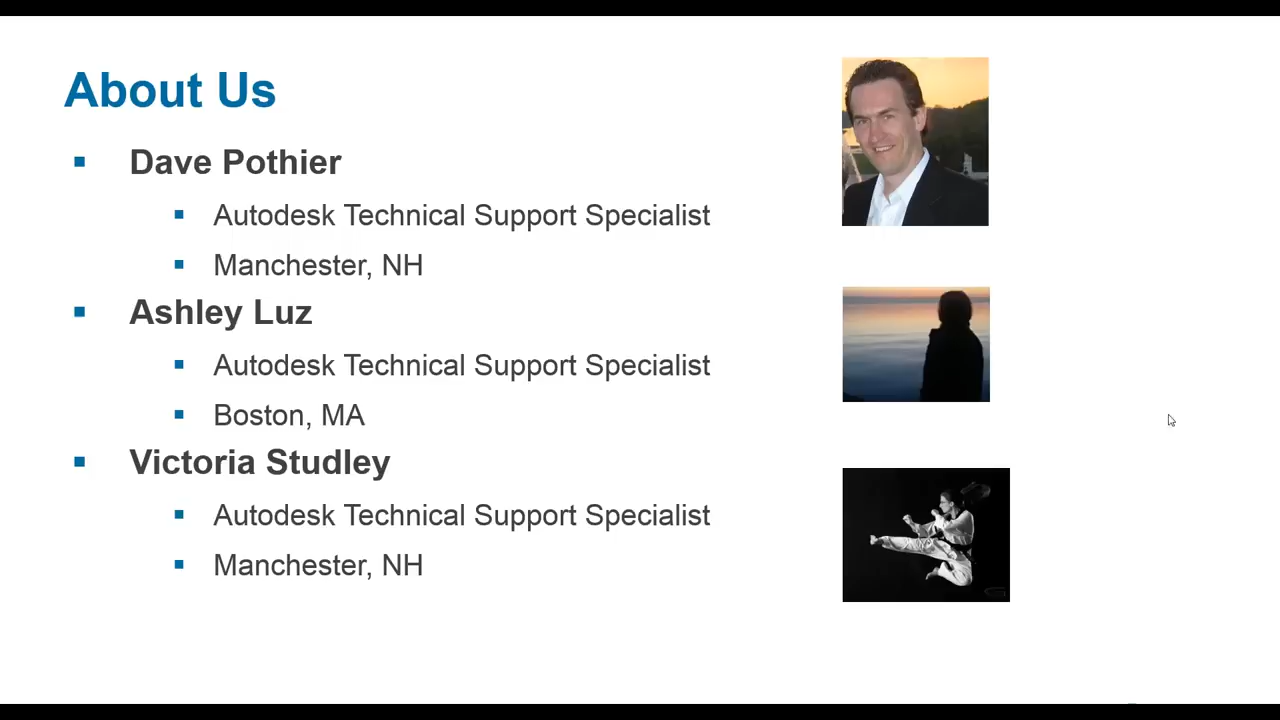 About Us
Dave Pothier
Autodesk Technical Support Specialist
Manchester, NH
Ashley Luz
Autodesk Technical Support Specialist
Boston, MA
Victoria Studley
Autodesk Technical Support Specialist
Manchester, NH